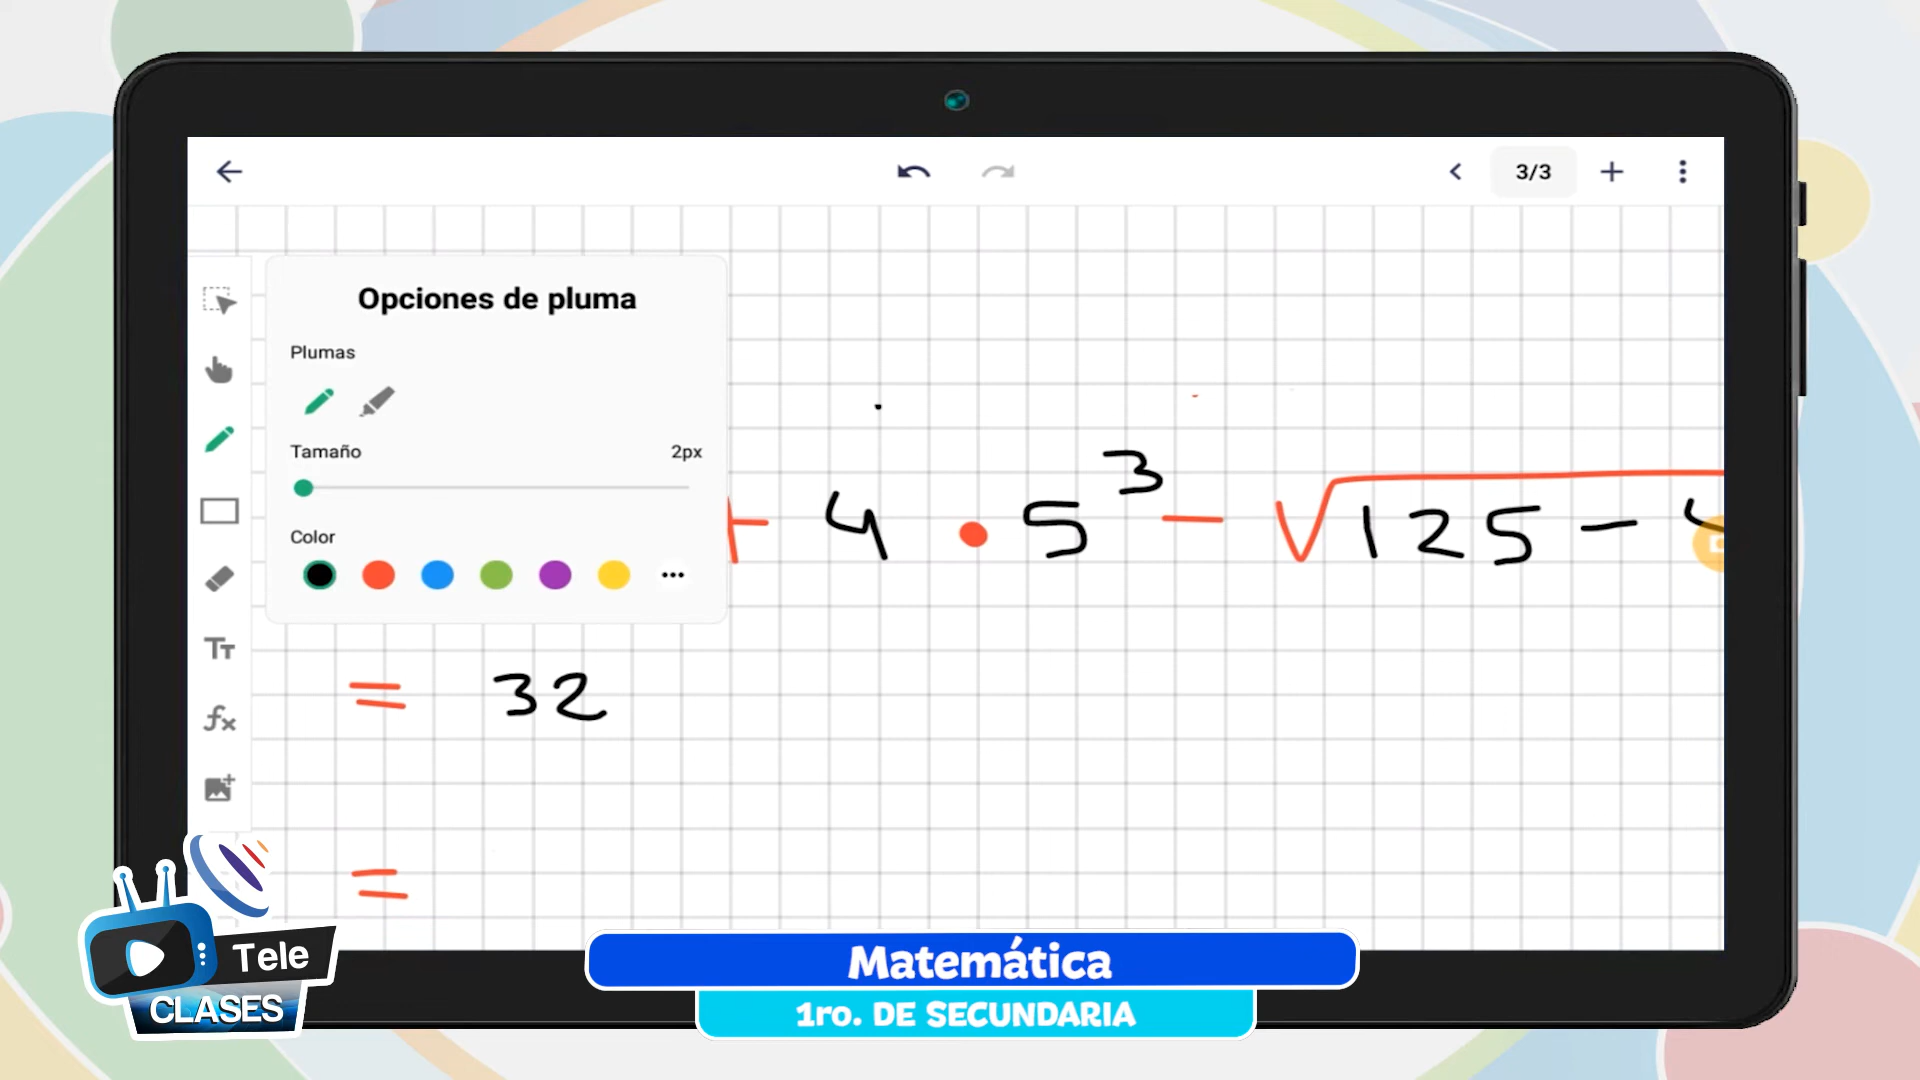 3/3
Opciones de pluma
Plumas
Tamaño 2px
Color
+ 4 • 5³ − √125 − 4
= 32
=
Tele
CLASES
Matemática
1ro. DE SECUNDARIA